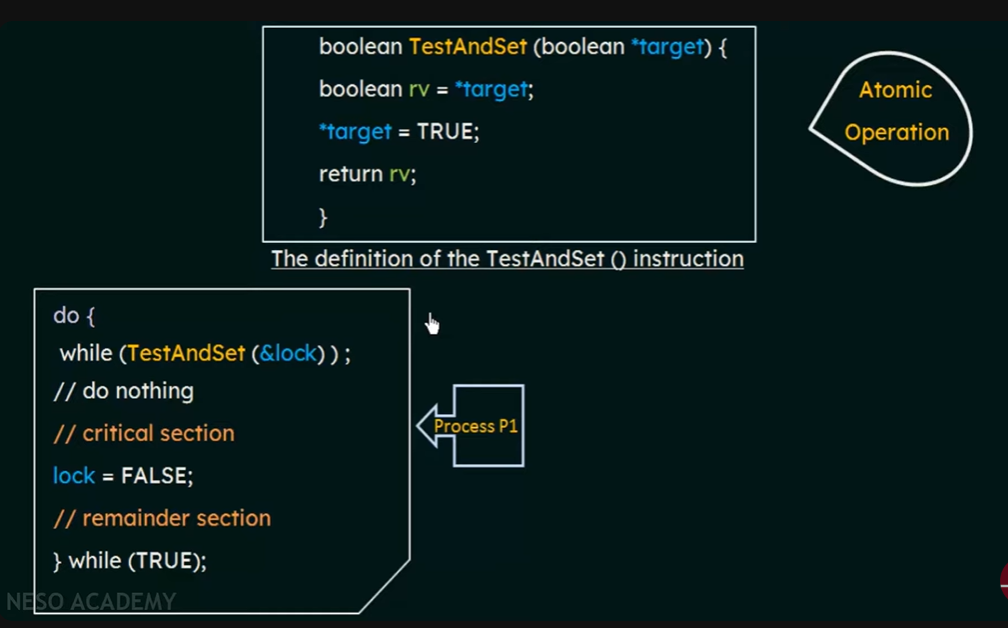 boolean TestAndSet (boolean *target) {
boolean rv = *target;
*target = TRUE;
return rv;
}
Atomic
Operation
The definition of the TestAndSet () instruction
do {
while (TestAndSet (&lock) ) ;
// do nothing
// critical section
lock = FALSE;
// remainder section
} while (TRUE);
Process P1
NESO ACADEMY